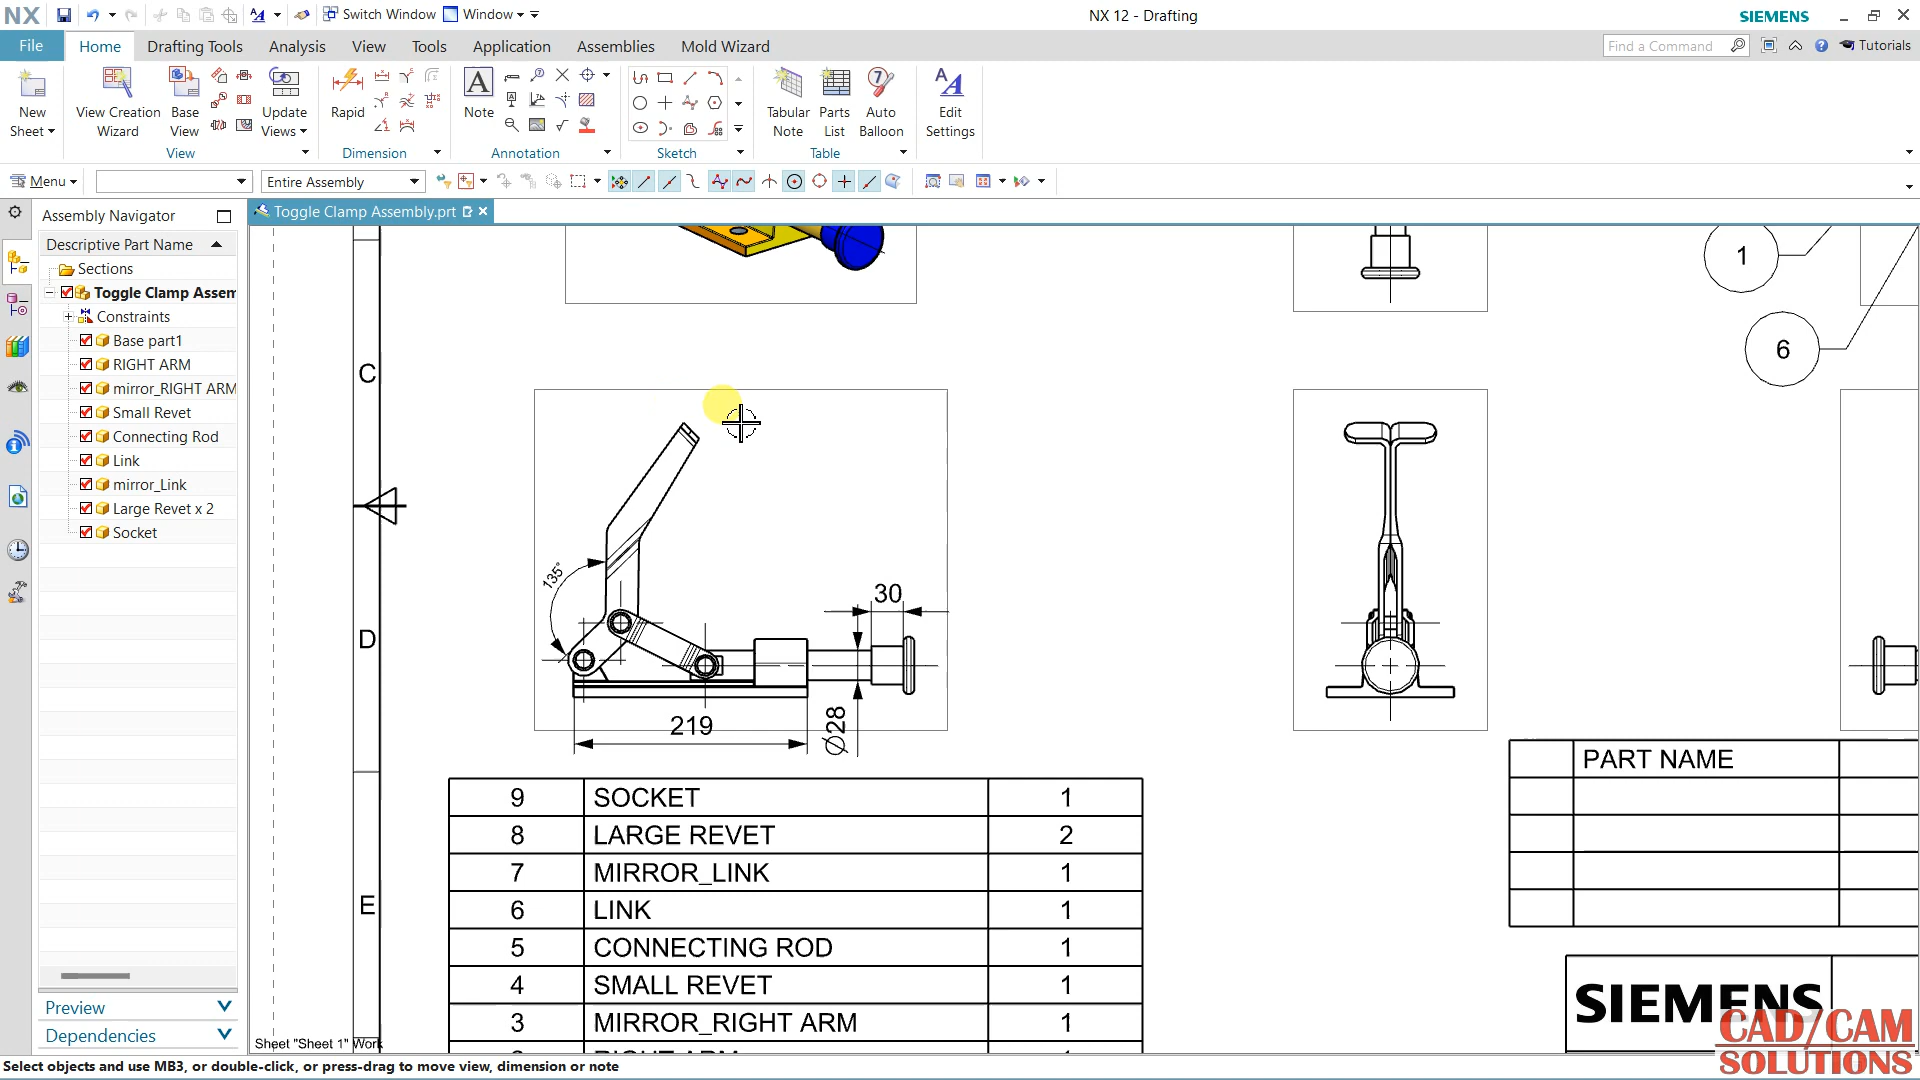 NX
Switch Window
Window
NX 12 - Drafting
SIEMENS
File
Home
Drafting Tools
Analysis
View
Tools
Application
Assemblies
Mold Wizard
Find a Command
Tutorials
New
Sheet
View Creation
Wizard
Base
View
Update
Views
View
Rapid
Dimension
A
Note
Annotation
Sketch
Tabular
Note
Parts
List
Auto
Balloon
Table
Edit
Settings
Menu
Entire Assembly
Assembly Navigator
Toggle Clamp Assembly.prt
Descriptive Part Name
Sections
Toggle Clamp Assem
Constraints
Base part1
RIGHT ARM
mirror_RIGHT ARM
Small Revet
Connecting Rod
Link
mirror_Link
Large Revet x 2
Socket
Preview
Dependencies
C
D
E
1
6
135°
30
219
Ø28
9 SOCKET 1
8 LARGE REVET 2
7 MIRROR_LINK 1
6 LINK 1
5 CONNECTING ROD 1
4 SMALL REVET 1
3 MIRROR_RIGHT ARM 1
PART NAME
SIEMENS
CAD/CAM
SOLUTIONS
Sheet "Sheet 1" Work
Select objects and use MB3, or double-click, or press-drag to move view, dimension or note